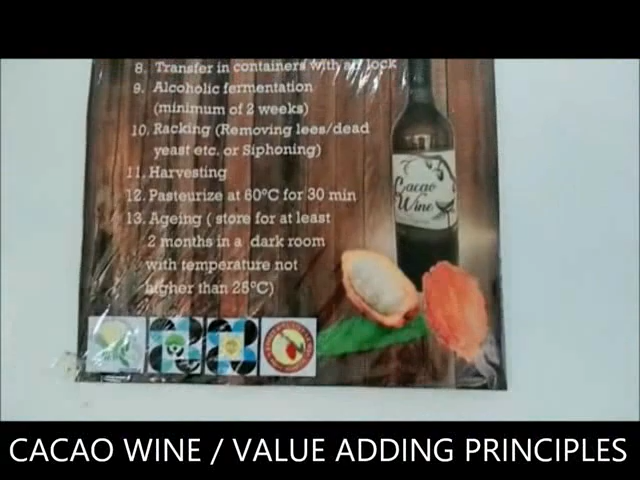 8. Transfer in containers with air lock
9. Alcoholic fermentation
(minimum of 2 weeks)
10. Racking (Removing lees/dead
yeast etc. or Siphoning)
11. Harvesting
12. Pasteurize at 60°C for 30 min
13. Ageing ( store for at least
2 months in a dark room
with temperature not
higher than 25°C)
Cacao
Wine
CACAO WINE / VALUE ADDING PRINCIPLES